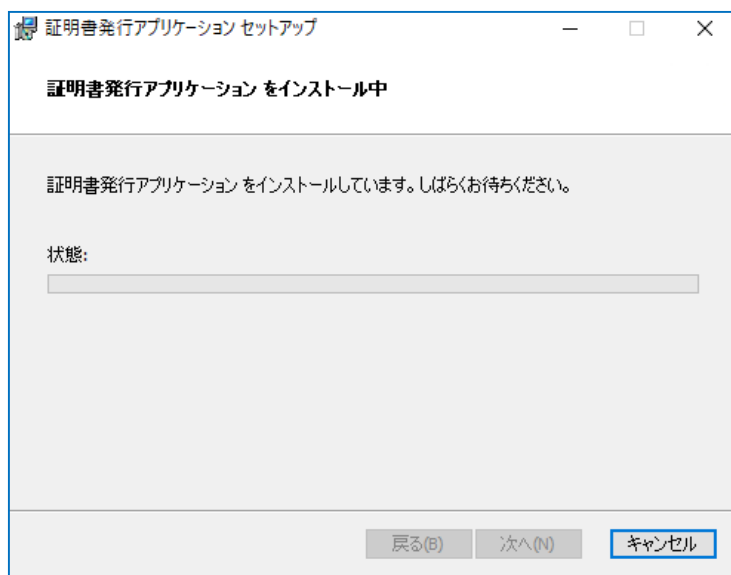 証明書発行アプリケーション セットアップ
証明書発行アプリケーション をインストール中
証明書発行アプリケーション をインストールしています。しばらくお待ちください。
状態:
戻る(B) 次へ(N) キャンセル